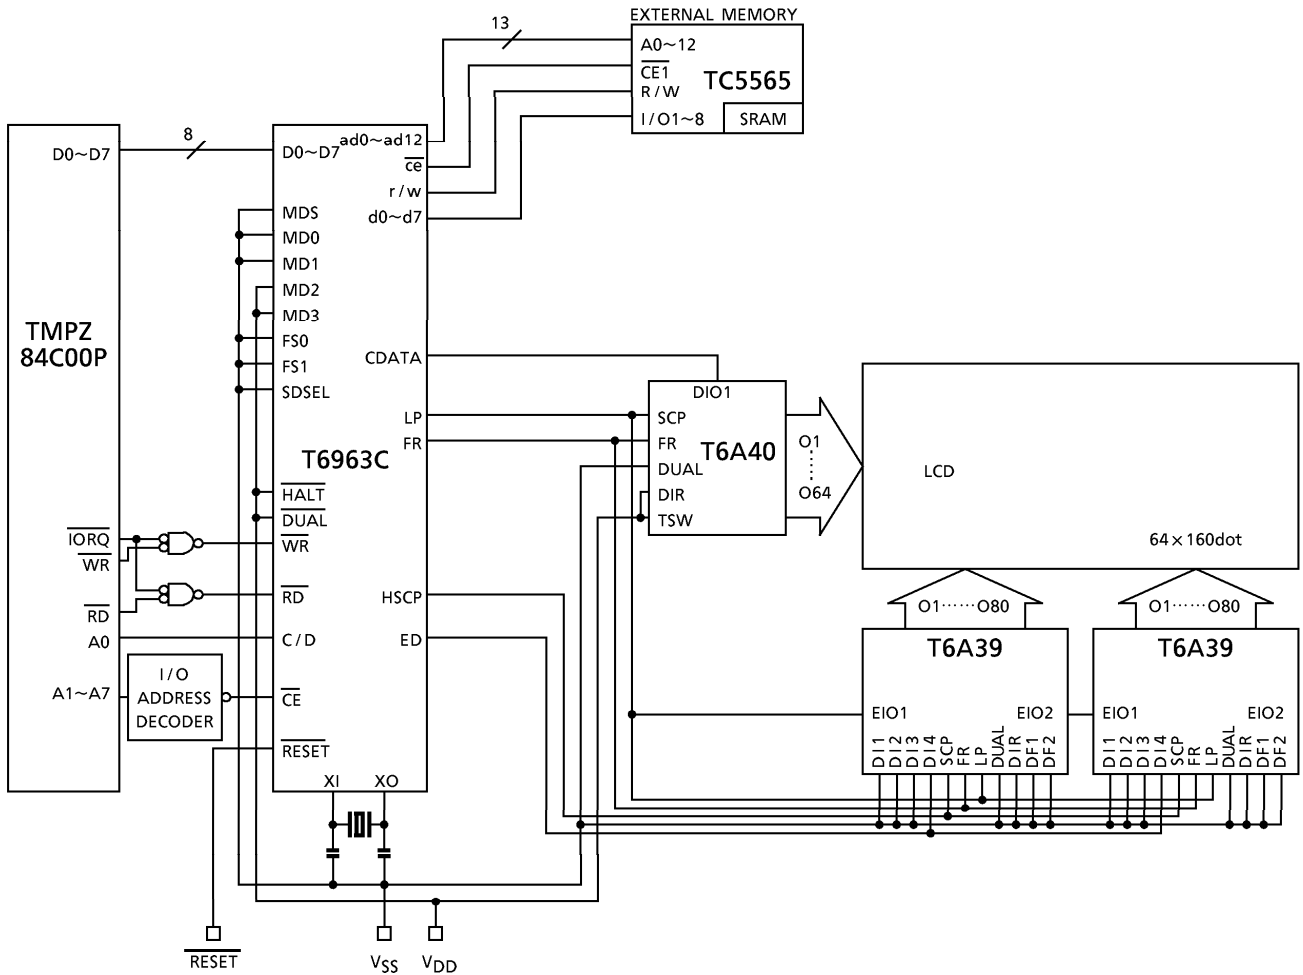 EXTERNAL MEMORY
13
A0~12
CE1
R/W
I/O1~8
TC5565
SRAM
8
D0~D7
TMPZ
84C00P
IORQ
WR
RD
A0
A1~A7
I/O
ADDRESS
DECODER
D0~D7
MDS
MD0
MD1
MD2
MD3
FS0
FS1
SDSEL
T6963C
HALT
DUAL
WR
RD
C/D
CE
RESET
XI
XO
ad0~ad12
ce
r/w
d0~d7
CDATA
LP
FR
HSCP
ED
DIO1
SCP
FR
DUAL
DIR
TSW
T6A40
O1
O64
LCD
64×160dot
O1······O80
O1······O80
T6A39
EIO1
EIO2
DI1
DI2
DI3
DI4
SCP
FR
LP
DUAL
DIR
DF1
DF2
T6A39
EIO1
EIO2
DI1
DI2
DI3
DI4
SCP
FR
LP
DUAL
DIR
DF1
DF2
RESET
VSS
VDD